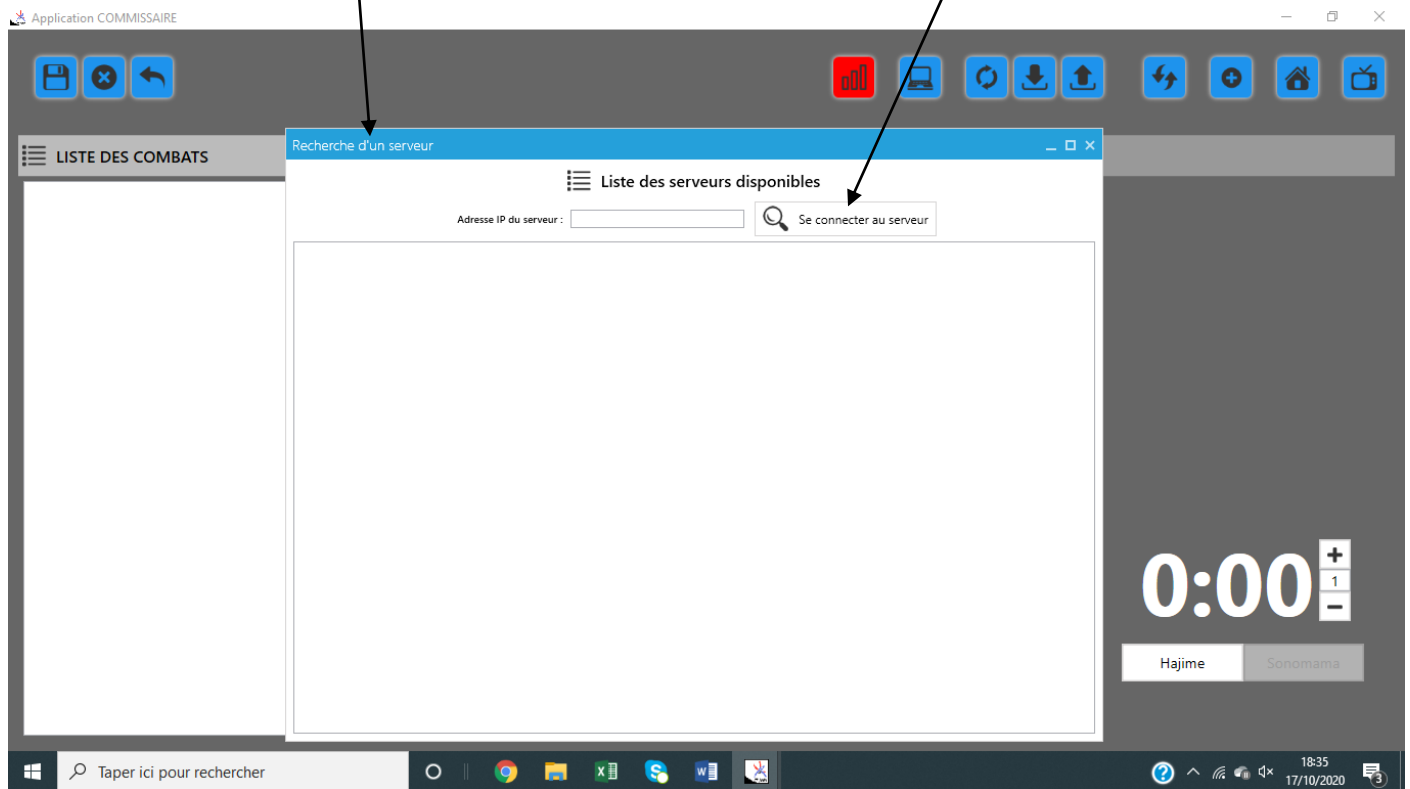 Application COMMISSAIRE
LISTE DES COMBATS
Recherche d'un serveur
Liste des serveurs disponibles
Adresse IP du serveur :
Se connecter au serveur
0:00
1
Hajime
Sonomama
Taper ici pour rechercher
18:35
17/10/2020
3